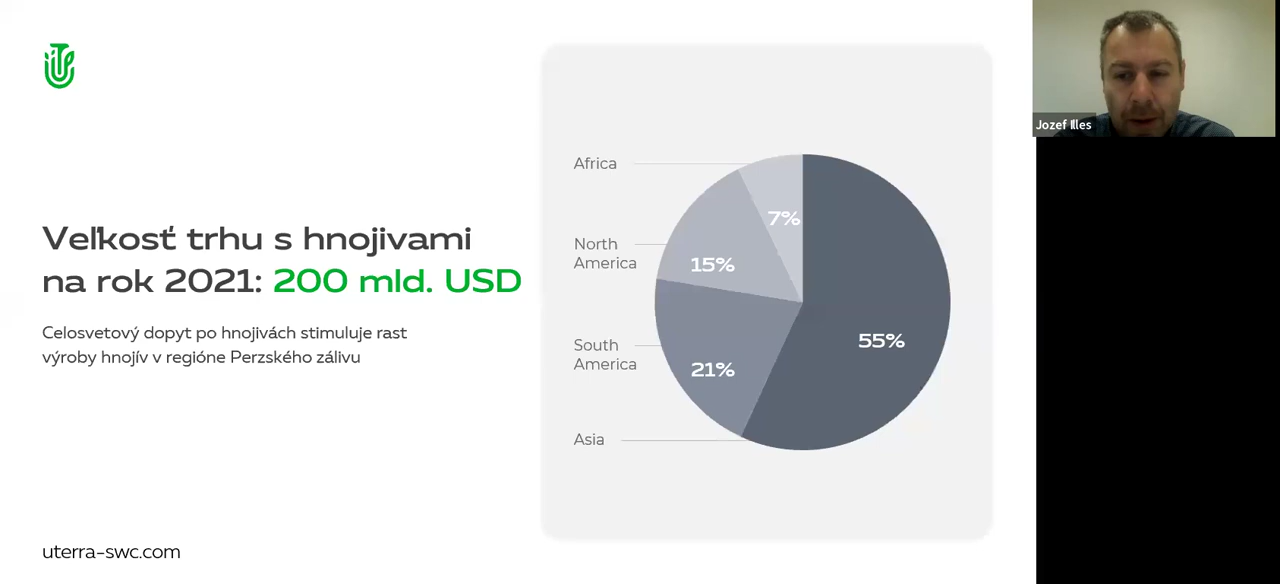 Veľkosť trhu s hnojivami
na rok 2021: 200 mld. USD
Celosvetový dopyt po hnojivách stimuluje rast
výroby hnojív v regióne Perzského zálivu
uterra-swc.com
Africa
North
America
South
America
Asia
7%
15%
21%
55%
Jozef Illes